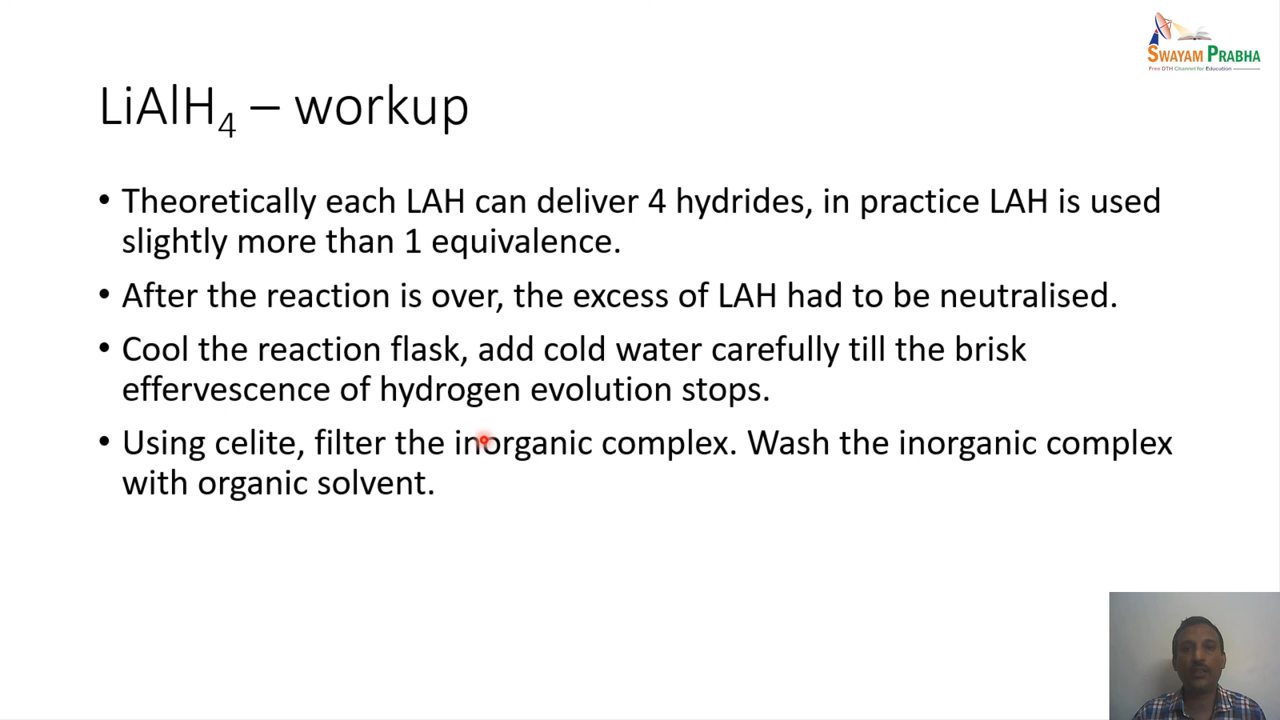 SWAYAM PRABHA
Free DTH Channel for Education
LiAlH4 – workup
• Theoretically each LAH can deliver 4 hydrides, in practice LAH is used
slightly more than 1 equivalence.
• After the reaction is over, the excess of LAH had to be neutralised.
• Cool the reaction flask, add cold water carefully till the brisk
effervescence of hydrogen evolution stops.
• Using celite, filter the inorganic complex. Wash the inorganic complex
with organic solvent.